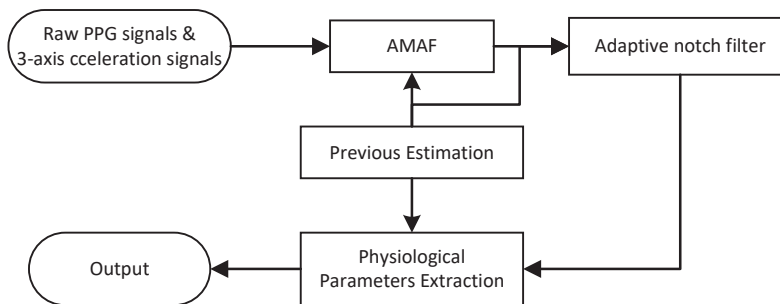 Raw PPG signals &
3-axis cceleration signals
AMAF
Adaptive notch filter
Previous Estimation
Physiological
Parameters Extraction
Output